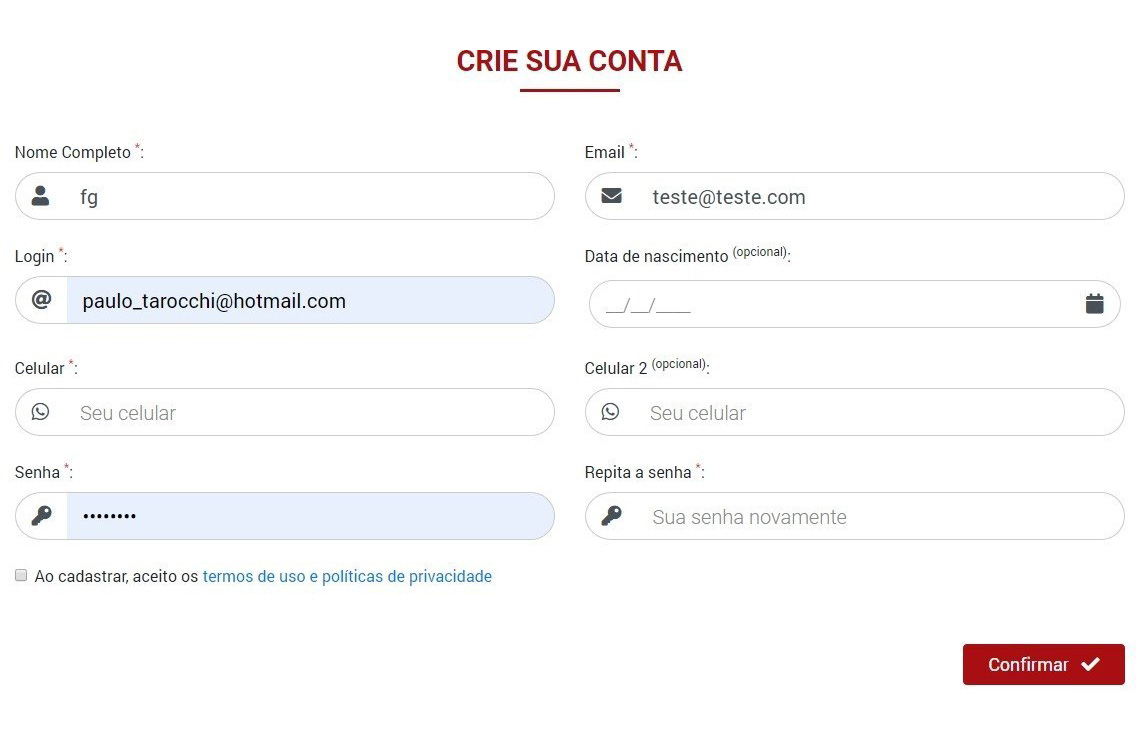 CRIE SUA CONTA
Nome Completo *:
fg
Email *:
teste@teste.com
Login *:
paulo_tarocchi@hotmail.com
Data de nascimento (opcional):
__/__/____
Celular *:
Seu celular
Celular 2 (opcional):
Seu celular
Senha *:
••••••••
Repita a senha *:
Sua senha novamente
Ao cadastrar, aceito os termos de uso e políticas de privacidade
Confirmar